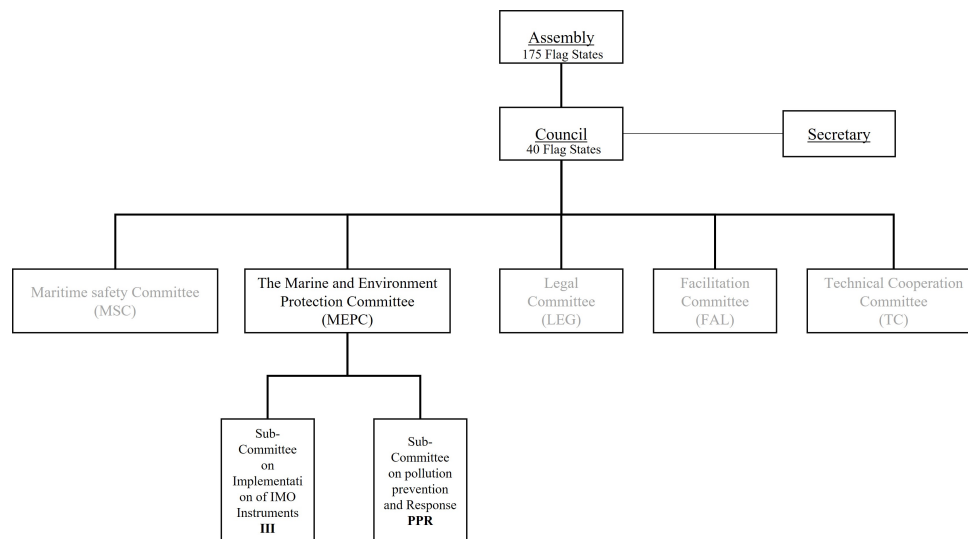 Assembly
175 Flag States
Council
40 Flag States
Secretary
Maritime safety Committee
(MSC)
The Marine and Environment
Protection Committee
(MEPC)
Legal
Committee
(LEG)
Facilitation
Committee
(FAL)
Technical Cooperation
Committee
(TC)
Sub-
Committee
on
Implementati
on of IMO
Instruments
III
Sub-
Committee
on pollution
prevention
and Response
PPR